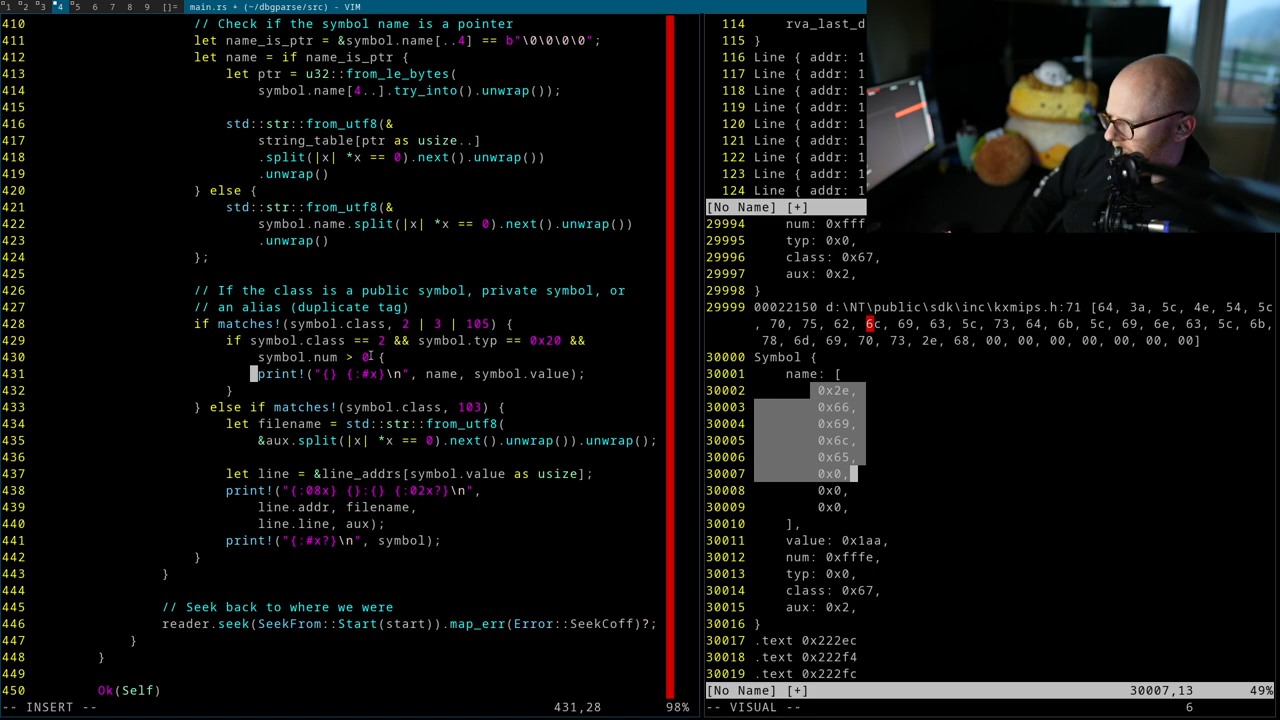 1 2 3 4 5 6 7 8 9 []= main.rs + (~/dbgparse/src) - VIM
410 // Check if the symbol name is a pointer
411 let name_is_ptr = &symbol.name[..4] == b"\0\0\0\0";
412 let name = if name_is_ptr {
413 let ptr = u32::from_le_bytes(
414 symbol.name[4..].try_into().unwrap());
415
416 std::str::from_utf8(&
417 string_table[ptr as usize..]
418 .split(|x| *x == 0).next().unwrap())
419 .unwrap()
420 } else {
421 std::str::from_utf8(&
422 symbol.name.split(|x| *x == 0).next().unwrap())
423 .unwrap()
424 };
425
426 // If the class is a public symbol, private symbol, or
427 // an alias (duplicate tag)
428 if matches!(symbol.class, 2 | 3 | 105) {
429 if symbol.class == 2 && symbol.typ == 0x20 &&
430 symbol.num > 0 {
431 print!("{} {:#x}\n", name, symbol.value);
432 }
433 } else if matches!(symbol.class, 103) {
434 let filename = std::str::from_utf8(
435 &aux.split(|x| *x == 0).next().unwrap()).unwrap();
436
437 let line = &line_addrs[symbol.value as usize];
438 print!("{:08x} {}:{} {:02x?}\n",
439 line.addr, filename,
440 line.line, aux);
441 print!("{:#x?}\n", symbol);
442 }
443 }
444
445 // Seek back to where we were
446 reader.seek(SeekFrom::Start(start)).map_err(Error::SeekCoff)?;
447 }
448 }
449
450 Ok(Self)
-- INSERT -- 431,28 98%
114 rva_last_d
115 }
116 Line { addr: 1
117 Line { addr: 1
118 Line { addr: 1
119 Line { addr: 1
120 Line { addr: 1
121 Line { addr: 1
122 Line { addr: 1
123 Line { addr: 1
124 Line { addr: 1
[No Name] [+]
29994 num: 0xfff
29995 typ: 0x0,
29996 class: 0x67,
29997 aux: 0x2,
29998 }
29999 00022150 d:\NT\public\sdk\inc\kxmips.h:71 [64, 3a, 5c, 4e, 54, 5c
, 70, 75, 62, 6c, 69, 63, 5c, 73, 64, 6b, 5c, 69, 6e, 63, 5c, 6b,
78, 6d, 69, 70, 73, 2e, 68, 00, 00, 00, 00, 00, 00, 00]
30000 Symbol {
30001 name: [
30002 0x2e,
30003 0x66,
30004 0x69,
30005 0x6c,
30006 0x65,
30007 0x0,
30008 0x0,
30009 0x0,
30010 ],
30011 value: 0x1aa,
30012 num: 0xfffe,
30013 typ: 0x0,
30014 class: 0x67,
30015 aux: 0x2,
30016 }
30017 .text 0x222ec
30018 .text 0x222f4
30019 .text 0x222fc
[No Name] [+] 30007,13 49%
-- VISUAL -- 6